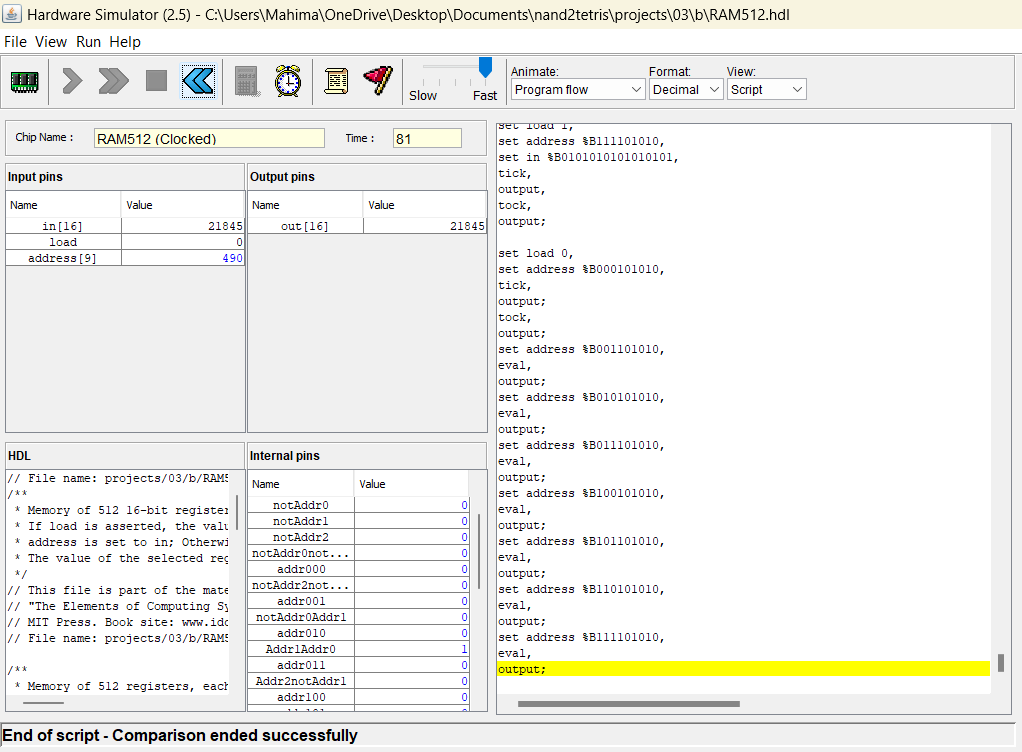 Hardware Simulator (2.5) - C:\Users\Mahima\OneDrive\Desktop\Documents\nand2tetris\projects\03\b\RAM512.hdl
File View Run Help
Slow Fast
Animate: Format: View:
Program flow Decimal Script
Chip Name : RAM512 (Clocked) Time : 81
Input pins
Name Value
in[16] 21845
load 0
address[9] 490
Output pins
Name Value
out[16] 21845
HDL
// File name: projects/03/b/RAM5
/**
* Memory of 512 16-bit register
* If load is asserted, the valu
* address is set to in; Otherwi
* The value of the selected reg
*/
// This file is part of the mate
// "The Elements of Computing Sy
// MIT Press. Book site: www.idc
// File name: projects/03/b/RAM5
/**
* Memory of 512 registers, each
Internal pins
Name Value
notAddr0 0
notAddr1 0
notAddr2 0
notAddr0not... 0
addr000 0
notAddr2not... 0
addr001 0
notAddr0Addr1 0
addr010 0
Addr1Addr0 1
addr011 0
Addr2notAddr1 0
addr100 0
set load 1,
set address %B111101010,
set in %B0101010101010101,
tick,
output,
tock,
output;
set load 0,
set address %B000101010,
tick,
output;
tock,
output;
set address %B001101010,
eval,
output;
set address %B010101010,
eval,
output;
set address %B011101010,
eval,
output;
set address %B100101010,
eval,
output;
set address %B101101010,
eval,
output;
set address %B110101010,
eval,
output;
set address %B111101010,
eval,
output;
End of script - Comparison ended successfully